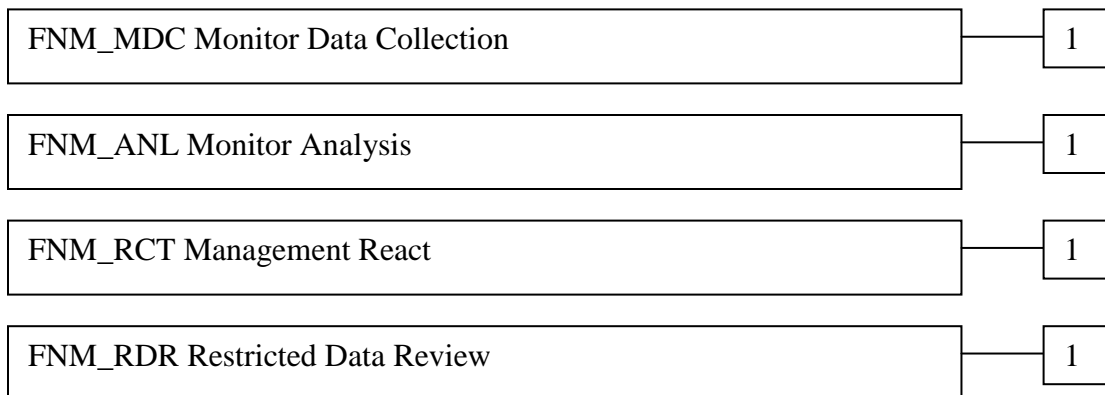 FNM_MDC Monitor Data Collection 1
FNM_ANL Monitor Analysis 1
FNM_RCT Management React 1
FNM_RDR Restricted Data Review 1